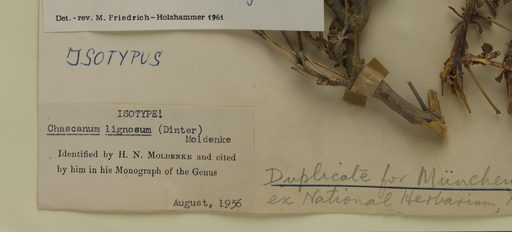 Det. - rev. M. Friedrich-Holzhammer 1961
ISOTYPUS
ISOTYPE!
Chascanum lignosum (Dinter)
Moldenke
Identified by H. N. MOLDENKE and cited
by him in his Monograph of the Genus
August, 1936
Duplicate for München
ex National Herbarium,